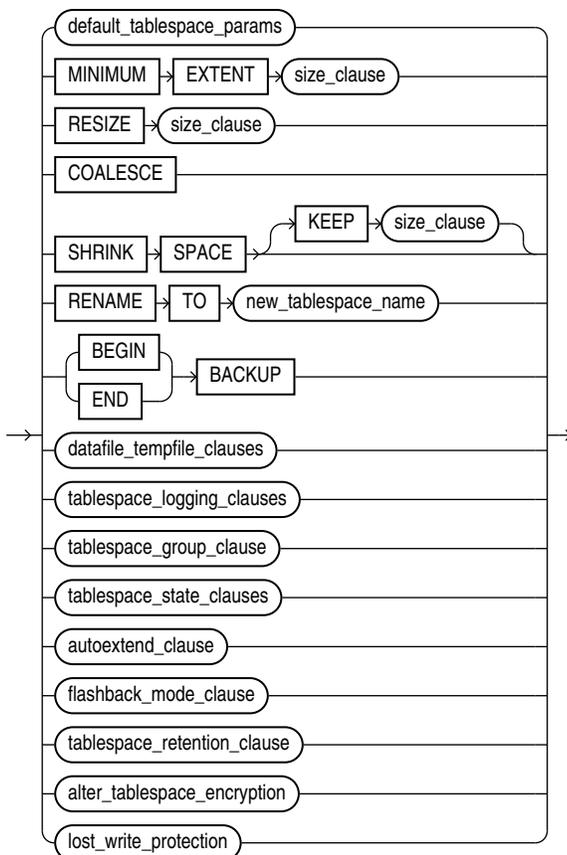 default_tablespace_params
MINIMUM EXTENT size_clause
RESIZE size_clause
COALESCE
KEEP size_clause
SHRINK SPACE
RENAME TO new_tablespace_name
BEGIN
BACKUP
END
datafile_tempfile_clauses
tablespace_logging_clauses
tablespace_group_clause
tablespace_state_clauses
autoextend_clause
flashback_mode_clause
tablespace_retention_clause
alter_tablespace_encryption
lost_write_protection